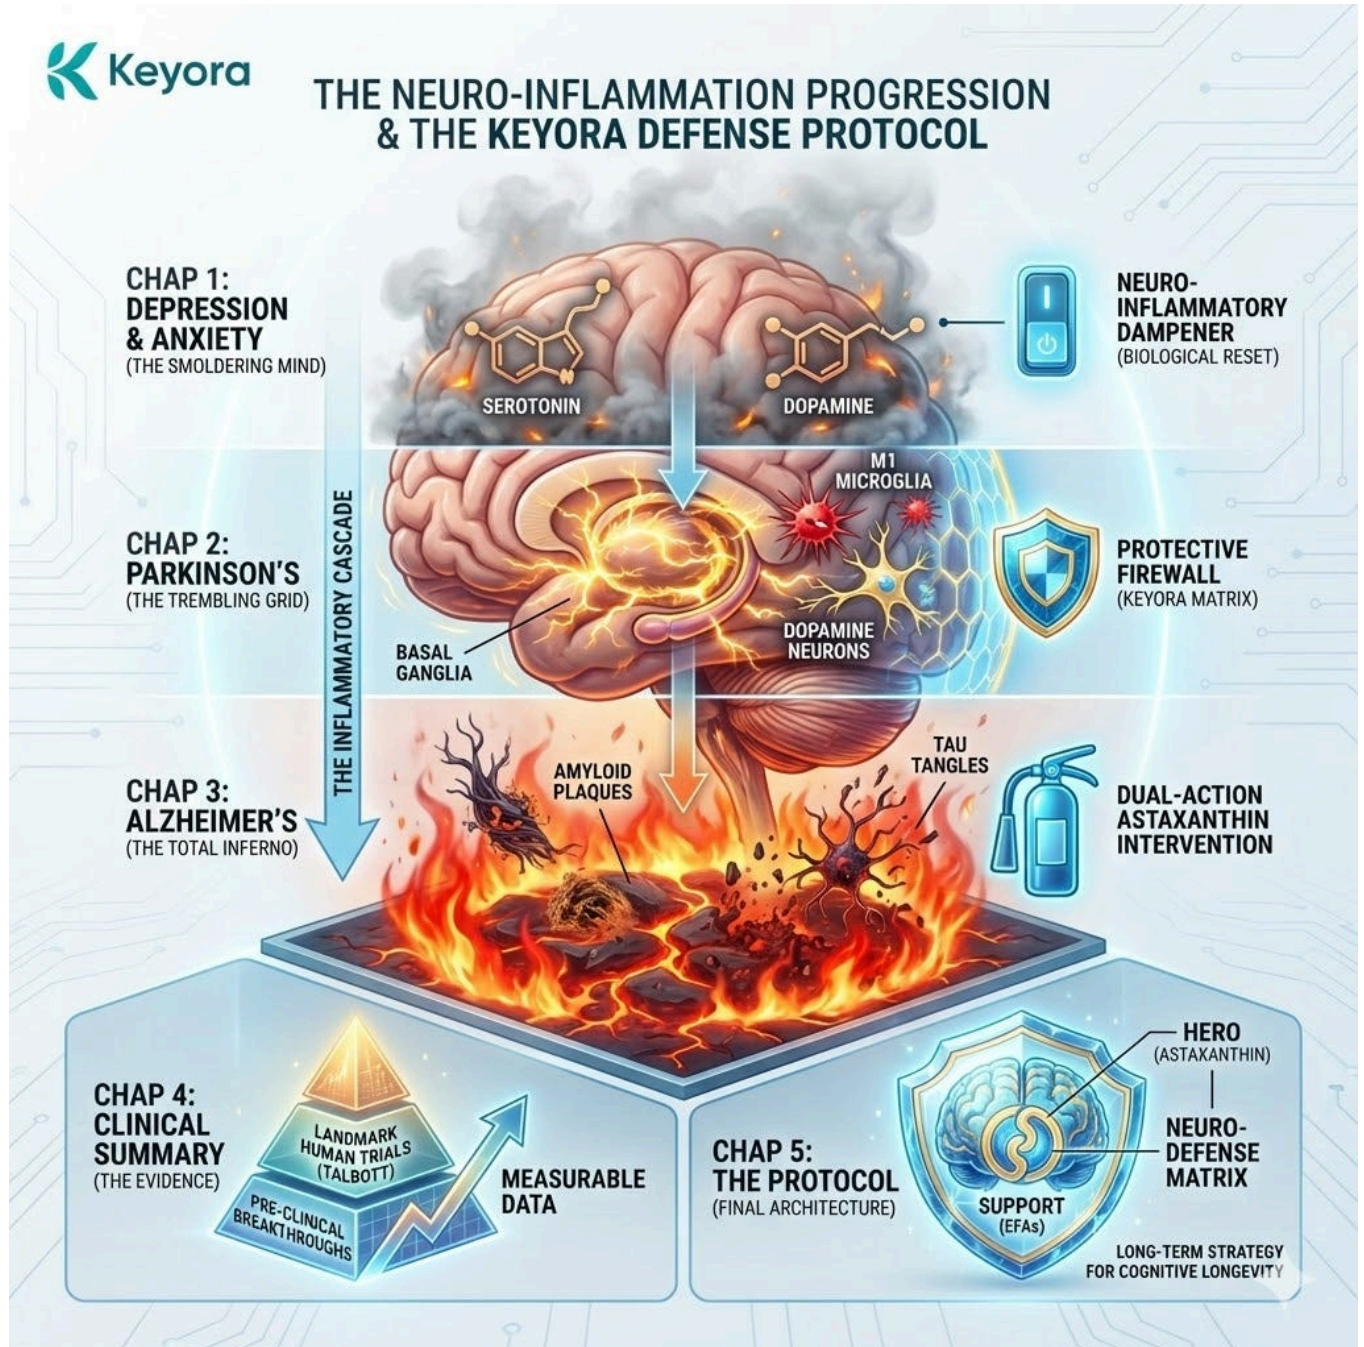 Keyora
THE NEURO-INFLAMMATION PROGRESSION
& THE KEYORA DEFENSE PROTOCOL
CHAP 1:
DEPRESSION
& ANXIETY
(THE SMOLDERING MIND)
SEROTONIN
DOPAMINE
NEURO-
INFLAMMATORY
DAMPENER
(BIOLOGICAL RESET)
THE INFLAMMATORY CASCADE
CHAP 2:
PARKINSON'S
(THE TREMBLING GRID)
BASAL
GANGLIA
M1
MICROGLIA
DOPAMINE
NEURONS
PROTECTIVE
FIREWALL
(KEYORA MATRIX)
CHAP 3:
ALZHEIMER'S
(THE TOTAL INFERNO)
AMYLOID
PLAQUES
TAU
TANGLES
DUAL-ACTION
ASTAXANTHIN
INTERVENTION
CHAP 4:
CLINICAL
SUMMARY
(THE EVIDENCE)
LANDMARK
HUMAN TRIALS
(TALBOTT)
PRE-CLINICAL
BREAKTHROUGHS
MEASURABLE
DATA
CHAP 5:
THE PROTOCOL
(FINAL ARCHITECTURE)
HERO
(ASTAXANTHIN)
NEURO-
DEFENSE
MATRIX
SUPPORT
(EFAs)
LONG-TERM STRATEGY
FOR COGNITIVE LONGEVITY